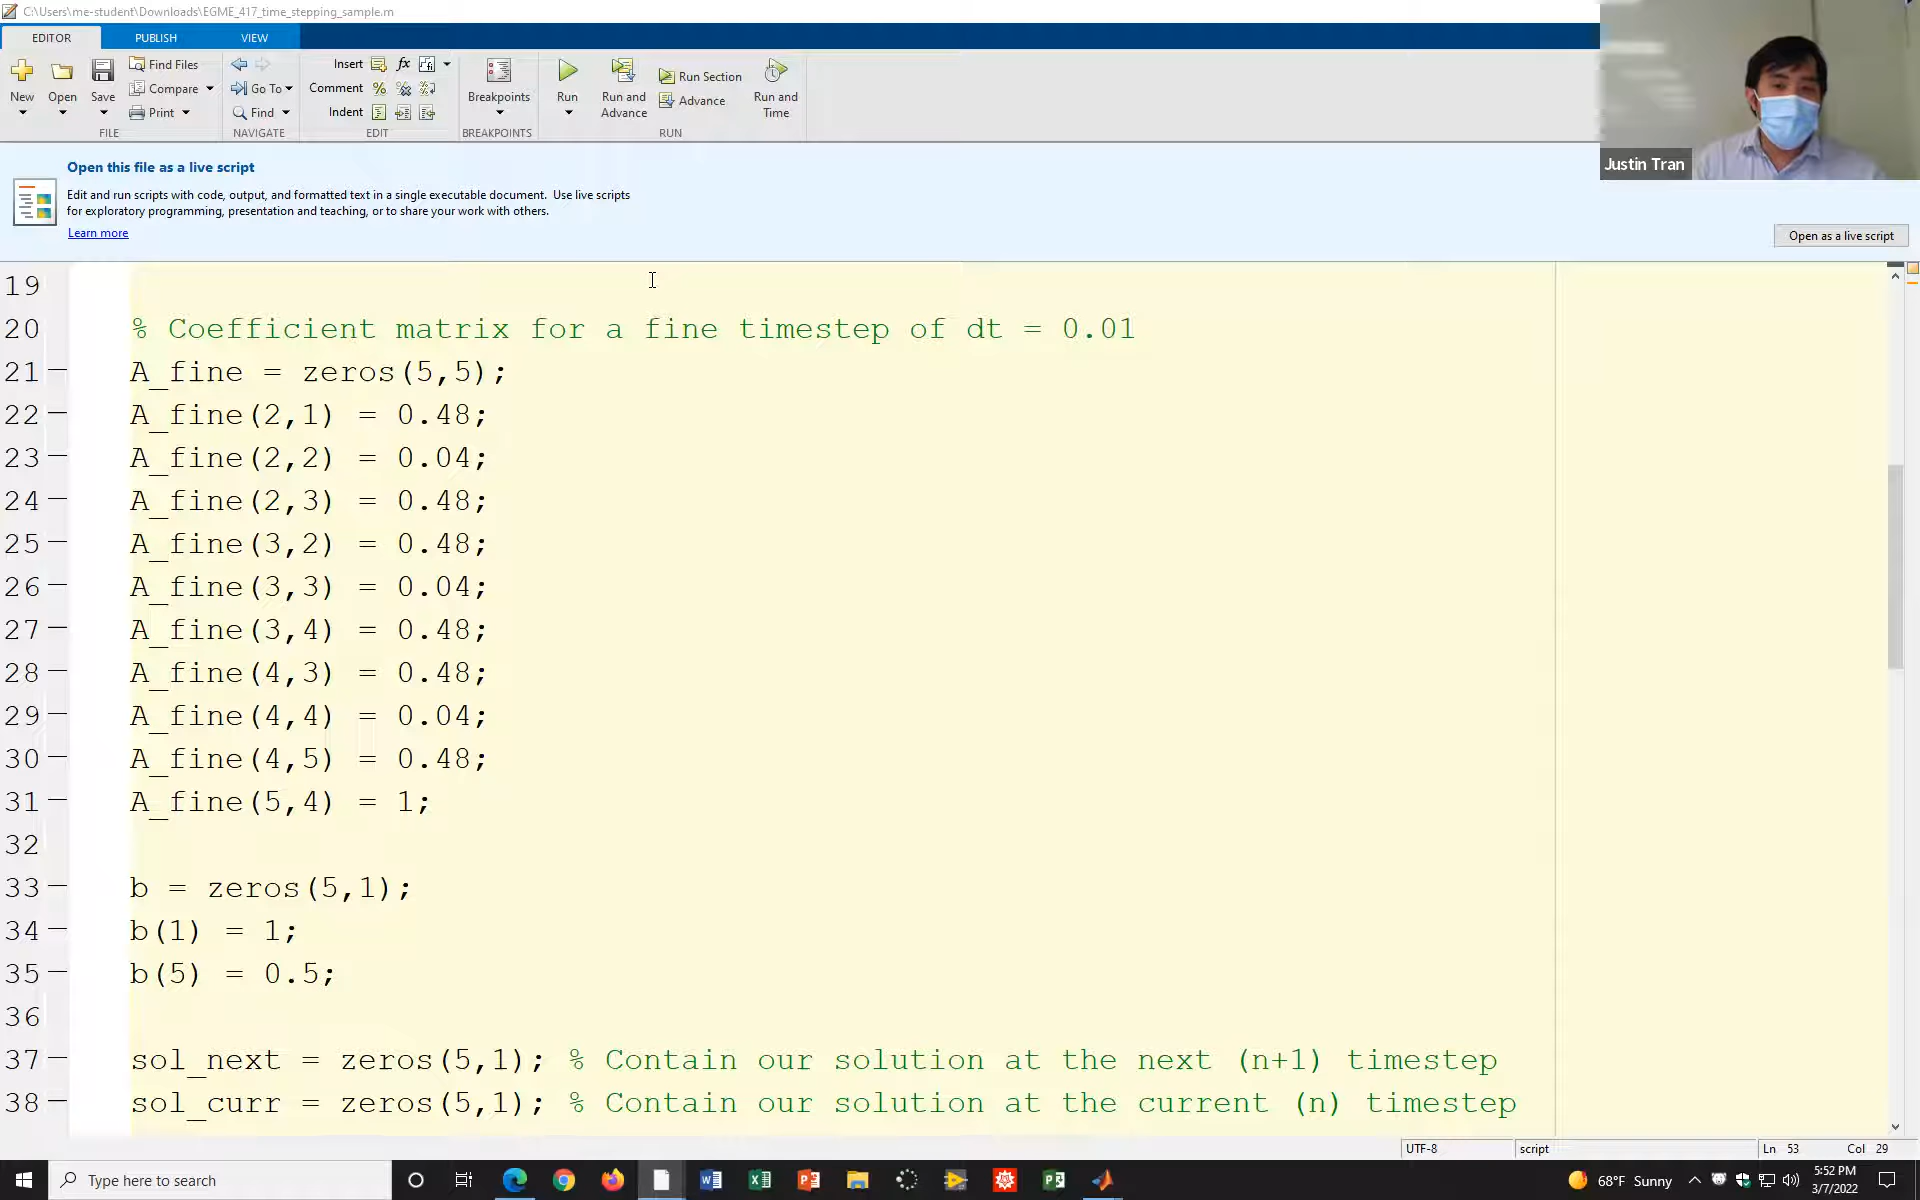 C:\Users\me-student\Downloads\EGME_417_time_stepping_sample.m
EDITOR PUBLISH VIEW
New Open Save Find Files Compare Print
FILE
Go To Find
NAVIGATE
Insert fx
Comment %
Indent
EDIT
Breakpoints
BREAKPOINTS
Run Run and Advance Run Section Advance Run and Time
RUN
Justin Tran
Open this file as a live script
Edit and run scripts with code, output, and formatted text in a single executable document. Use live scripts
for exploratory programming, presentation and teaching, or to share your work with others.
Learn more
Open as a live script
19
20 % Coefficient matrix for a fine timestep of dt = 0.01
21 A_fine = zeros(5,5);
22 A_fine(2,1) = 0.48;
23 A_fine(2,2) = 0.04;
24 A_fine(2,3) = 0.48;
25 A_fine(3,2) = 0.48;
26 A_fine(3,3) = 0.04;
27 A_fine(3,4) = 0.48;
28 A_fine(4,3) = 0.48;
29 A_fine(4,4) = 0.04;
30 A_fine(4,5) = 0.48;
31 A_fine(5,4) = 1;
32
33 b = zeros(5,1);
34 b(1) = 1;
35 b(5) = 0.5;
36
37 sol_next = zeros(5,1); % Contain our solution at the next (n+1) timestep
38 sol_curr = zeros(5,1); % Contain our solution at the current (n) timestep
UTF-8 script Ln 53 Col 29
Type here to search
68°F Sunny
5:52 PM
3/7/2022